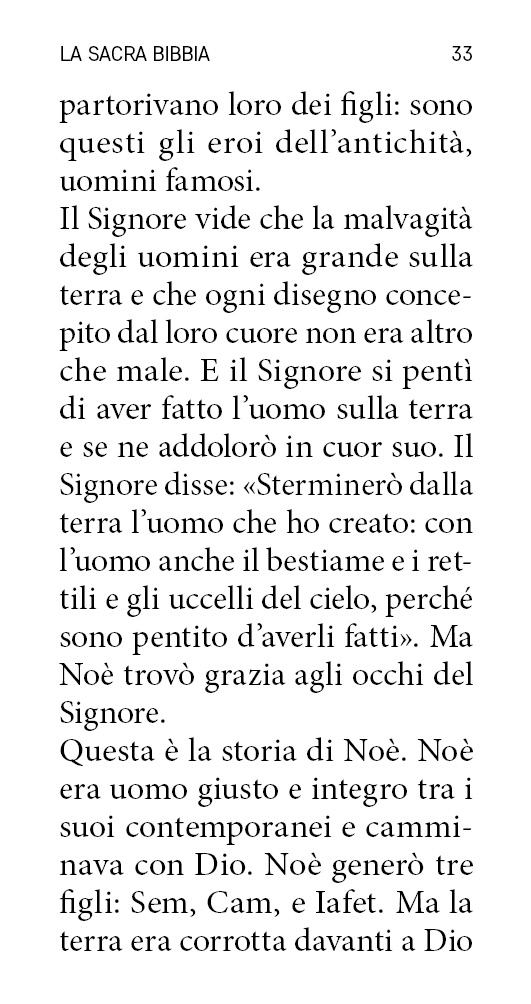 LA SACRA BIBBIA 33
partorivano loro dei figli: sono
questi gli eroi dell’antichità,
uomini famosi.
Il Signore vide che la malvagità
degli uomini era grande sulla
terra e che ogni disegno conce-
pito dal loro cuore non era altro
che male. E il Signore si pentì
di aver fatto l’uomo sulla terra
e se ne addolorò in cuor suo. Il
Signore disse: «Sterminerò dalla
terra l’uomo che ho creato: con
l’uomo anche il bestiame e i ret-
tili e gli uccelli del cielo, perché
sono pentito d’averli fatti». Ma
Noè trovò grazia agli occhi del
Signore.
Questa è la storia di Noè. Noè
era uomo giusto e integro tra i
suoi contemporanei e cammi-
nava con Dio. Noè generò tre
figli: Sem, Cam, e Iafet. Ma la
terra era corrotta davanti a Dio